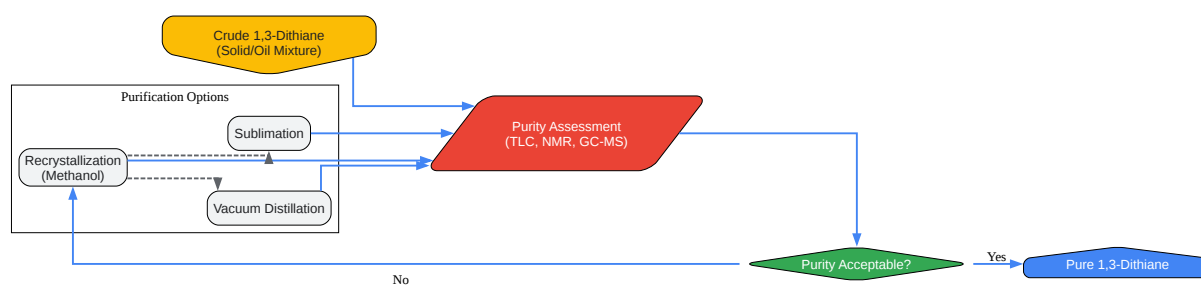 Crude 1,3-Dithiane
(Solid/Oil Mixture)
Purification Options
Sublimation
Recrystallization
(Methanol)
Vacuum Distillation
Purity Assessment
(TLC, NMR, GC-MS)
Purity Acceptable?
Yes
Pure 1,3-Dithiane
No